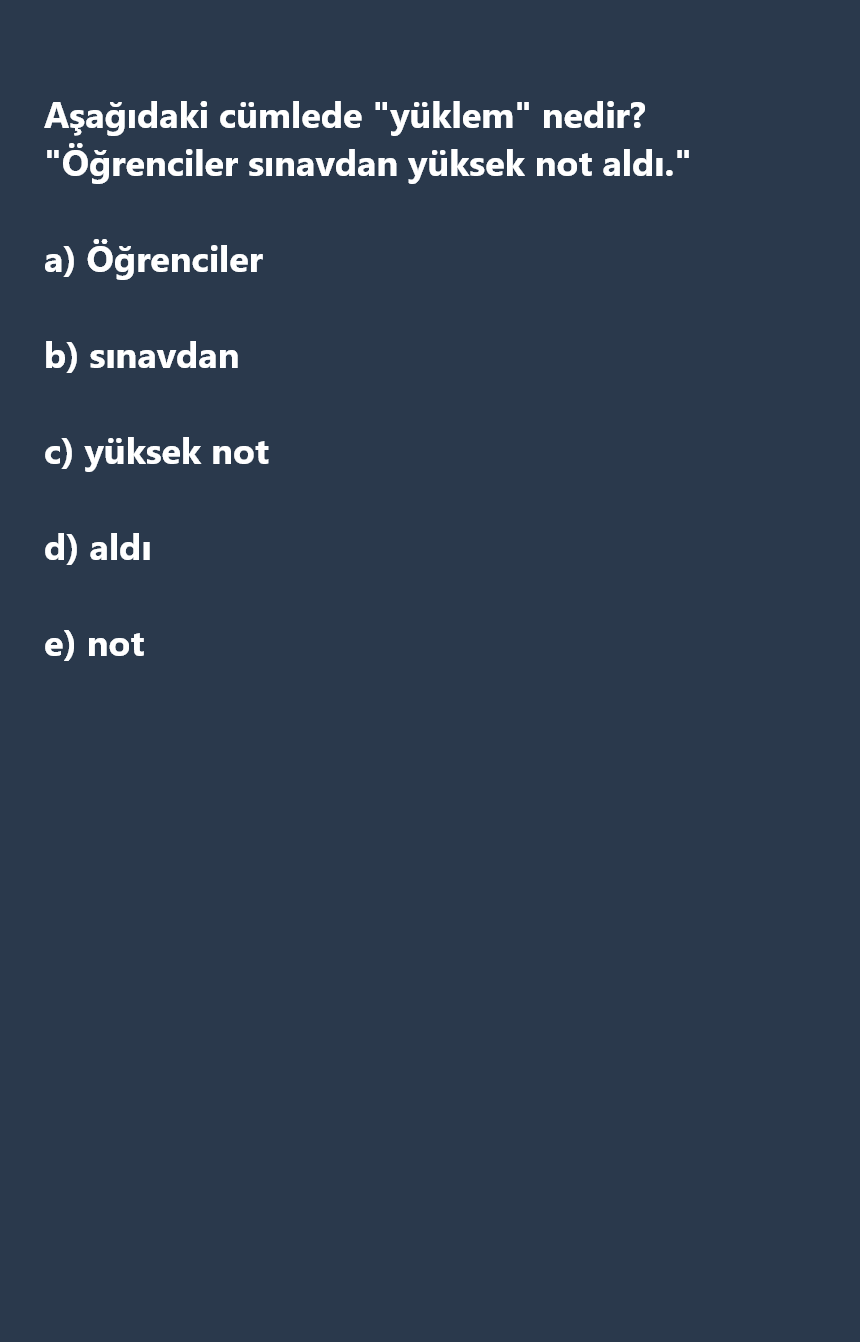 Aşağıdaki cümlede "yüklem" nedir?
"Öğrenciler sınavdan yüksek not aldı."
a) Öğrenciler
b) sınavdan
c) yüksek not
d) aldı
e) not